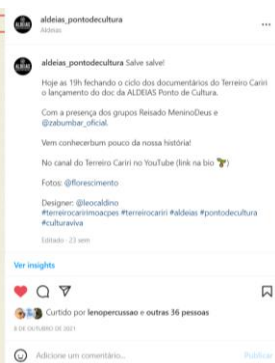 aldeias_pontodecultura
Aldeias
aldeias_pontodecultura Salve salve!
Hoje as 19h fechando o ciclo dos documentários do Terreiro Cariri
o lançamento do doc da ALDEIAS Ponto de Cultura.
Com a presença dos grupos Reisado MeninoDeus e
@zabumbar_oficial.
Vem conhecerbum pouco da nossa história!
No canal do Terreiro Cariri no YouTube (link na bio 🌴)
Fotos: @florescimento
Designer: @leocaldino
#terreirocaririmoacpes #terreirocariri #aldeias #pontodecultura
#culturaviva
Editado · 23 sem
Ver insights
Curtido por lenopercussao e outras 36 pessoas
8 DE OUTUBRO DE 2021
Adicione um comentário...
Publicar